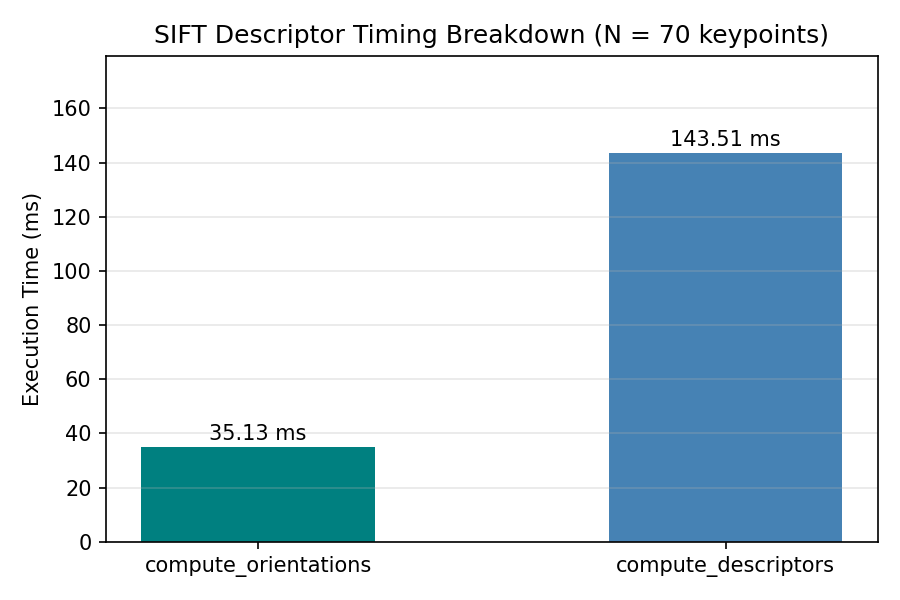 SIFT Descriptor Timing Breakdown (N = 70 keypoints)
Execution Time (ms)
160
140
120
100
80
60
40
20
0
143.51 ms
35.13 ms
compute_orientations
compute_descriptors